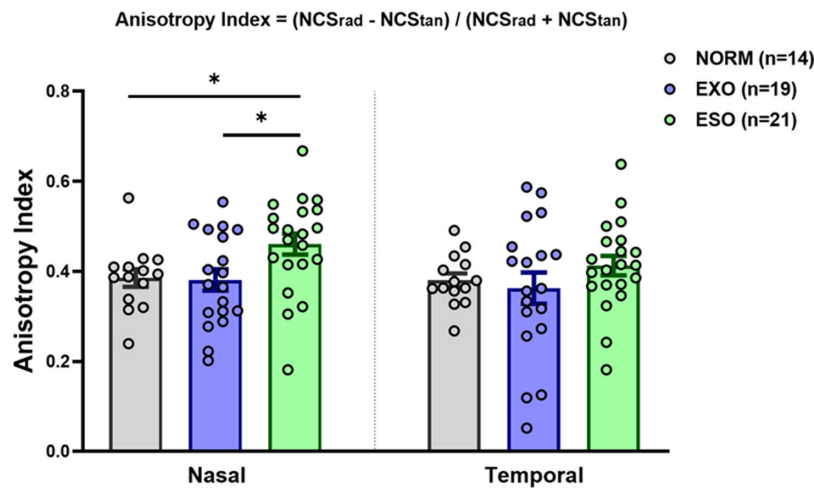 Anisotropy Index = (NCSrad - NCStan) / (NCSrad + NCStan)
NORM (n=14)
EXO (n=19)
ESO (n=21)
Anisotropy Index
0.8
0.6
0.4
0.2
0.0
*
*
Nasal
Temporal